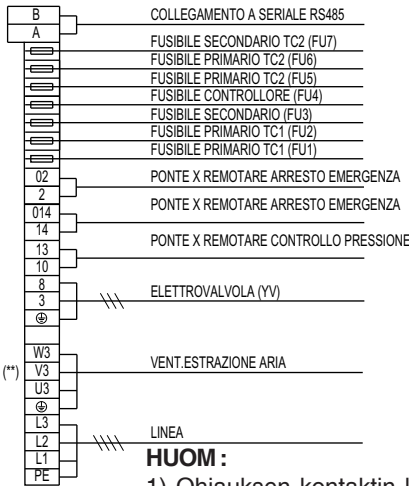 B
A
COLLEGAMENTO A SERIALE RS485
FUSIBILE SECONDARIO TC2 (FU7)
FUSIBILE PRIMARIO TC2 (FU6)
FUSIBILE PRIMARIO TC2 (FU5)
FUSIBILE CONTROLLORE (FU4)
FUSIBILE SECONDARIO (FU3)
FUSIBILE PRIMARIO TC1 (FU2)
FUSIBILE PRIMARIO TC1 (FU1)
02
2
PONTE X REMOTARE ARRESTO EMERGENZA
014
14
PONTE X REMOTARE ARRESTO EMERGENZA
13
10
PONTE X REMOTARE CONTROLLO PRESSIONE
8
3
ELETTROVALVOLA (YV)
W3
(**) V3
U3
VENT.ESTRAZIONE ARIA
L3
L2
L1
PE
LINEA
HUOM :
1) Ohjauksen kontaktin